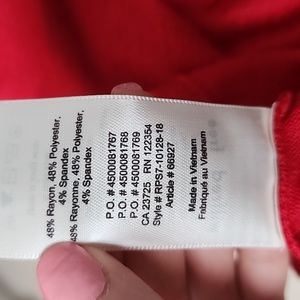 48% Rayon, 48% Polyester,
4% Spandex
48% Rayonne, 48% Polyester,
4% Spandex
P.O. # 4500081767
P.O. # 4500081768
P.O. # 4500081769
CA 23725 RN 122354
Style # RPS7-10128-18
Article # 66927
Made in Vietnam
Fabriqué au Vietnam